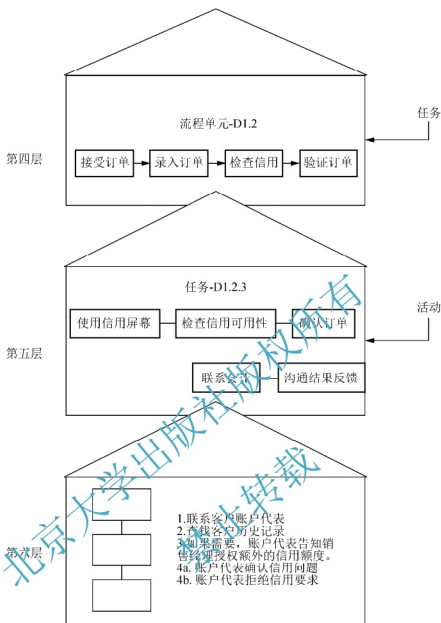 流程单元-D1.2
任务
第四层
接受订单
录入订单
检查信用
验证订单
任务-D1.2.3
活动
使用信用屏幕
检查信用可用性
确认订单
第五层
联系会计
沟通结果反馈
第六层
1.联系客户账户代表
2.查找客户历史记录
3.如果需要，账户代表告知销
售经理授权额外的信用额度。
4a. 账户代表确认信用问题
4b. 账户代表拒绝信用要求
北京大学出版社版权所有
禁止转载